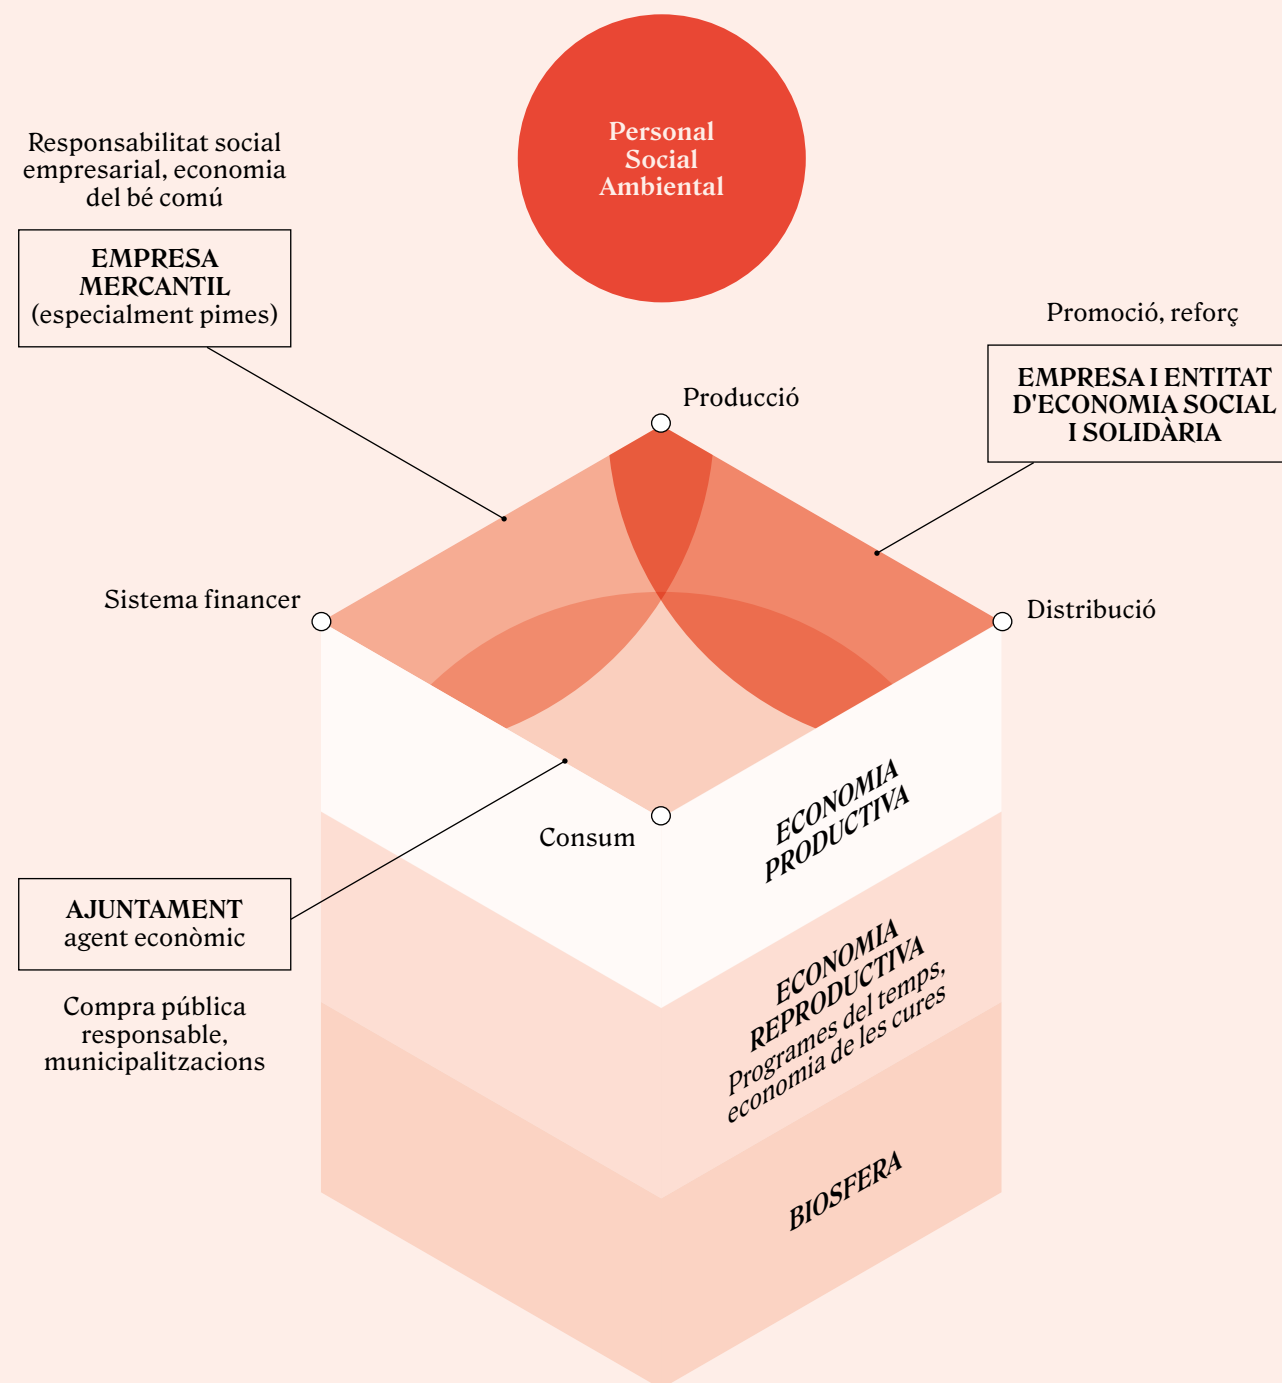 Personal
Social
Ambiental
Responsabilitat social
empresarial, economia
del bé comú
EMPRESA
MERCANTIL
(especialment pimes)
Promoció, reforç
EMPRESA I ENTITAT
D'ECONOMIA SOCIAL
I SOLIDÀRIA
Producció
Sistema financer
Distribució
Consum
ECONOMIA
PRODUCTIVA
AJUNTAMENT
agent econòmic
Compra pública
responsable,
municipalitzacions
ECONOMIA
REPRODUCTIVA
Programes del temps,
economia de les cures
BIOSFERA